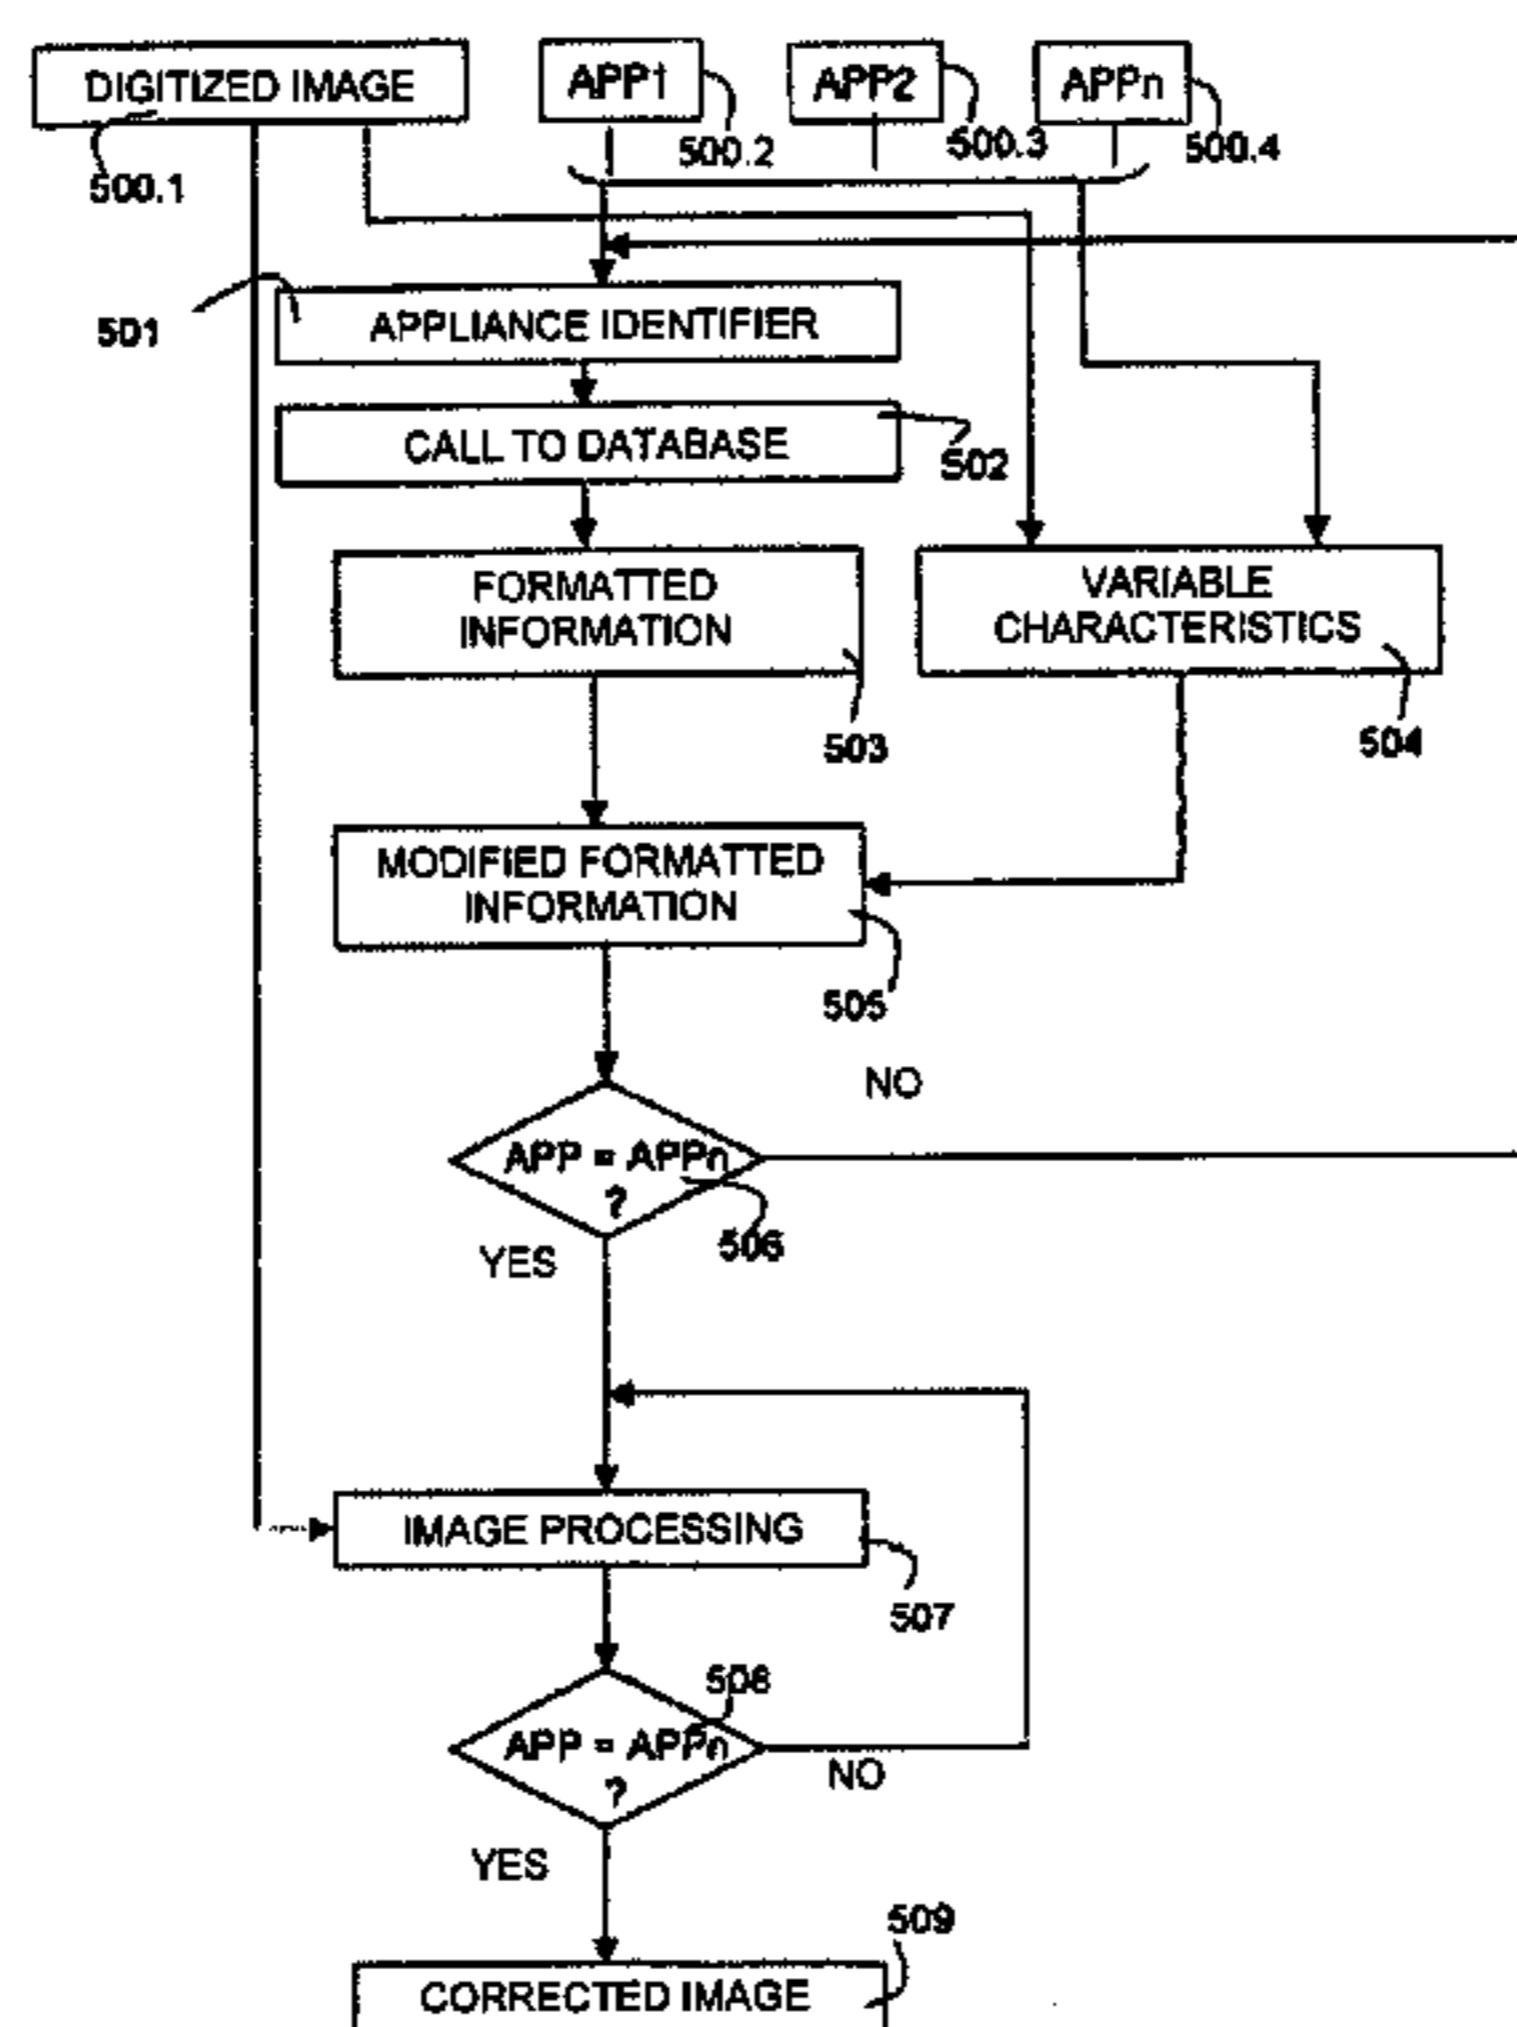 DIGITIZED IMAGE
APP1
APP2
APPn
500.1
500.2
500.3
500.4
501
APPLIANCE IDENTIFIER
CALL TO DATABASE
502
FORMATTED
INFORMATION
VARIABLE
CHARACTERISTICS
503
504
MODIFIED FORMATTED
INFORMATION
505
NO
APP = APPn
?
506
YES
IMAGE PROCESSING
507
508
APP = APPn
?
NO
YES
509
CORRECTED IMAGE